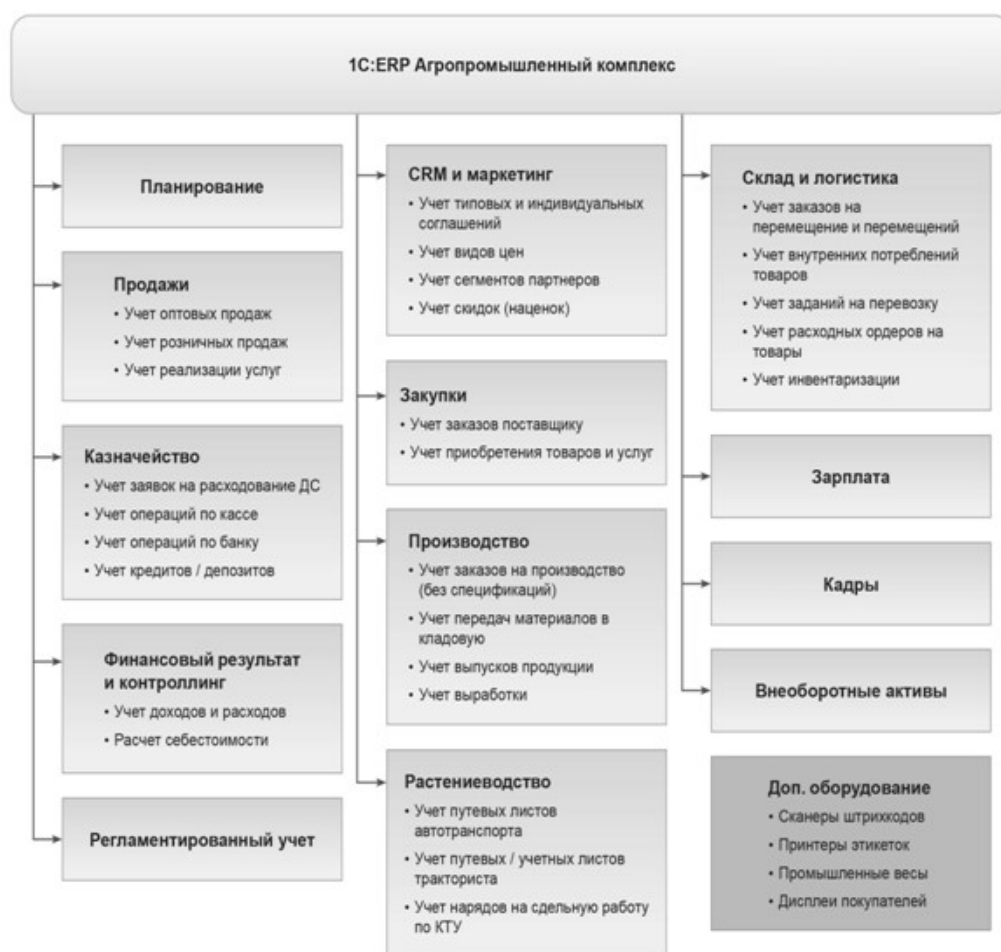 1С:ERP Агропромышленный комплекс
Планирование
Продажи
• Учет оптовых продаж
• Учет розничных продаж
• Учет реализации услуг
Казначейство
• Учет заявок на расходование ДС
• Учет операций по кассе
• Учет операций по банку
• Учет кредитов / депозитов
Финансовый результат
и контроллинг
• Учет доходов и расходов
• Расчет себестоимости
Регламентированный учет
CRM и маркетинг
• Учет типовых и индивидуальных
соглашений
• Учет видов цен
• Учет сегментов партнеров
• Учет скидок (наценок)
Закупки
• Учет заказов поставщику
• Учет приобретения товаров и услуг
Производство
• Учет заказов на производство
(без спецификаций)
• Учет передач материалов в
кладовую
• Учет выпусков продукции
• Учет выработки
Растениеводство
• Учет путевых листов
автотранспорта
• Учет путевых / учетных листов
тракториста
• Учет нарядов на сдельную работу
по КТУ
Склад и логистика
• Учет заказов на
перемещение и перемещений
• Учет внутренних потреблений
товаров
• Учет заданий на перевозку
• Учет расходных ордеров на
товары
• Учет инвентаризации
Зарплата
Кадры
Внеоборотные активы
Доп. оборудование
• Сканеры штрихкодов
• Принтеры этикеток
• Промышленные весы
• Дисплеи покупателей